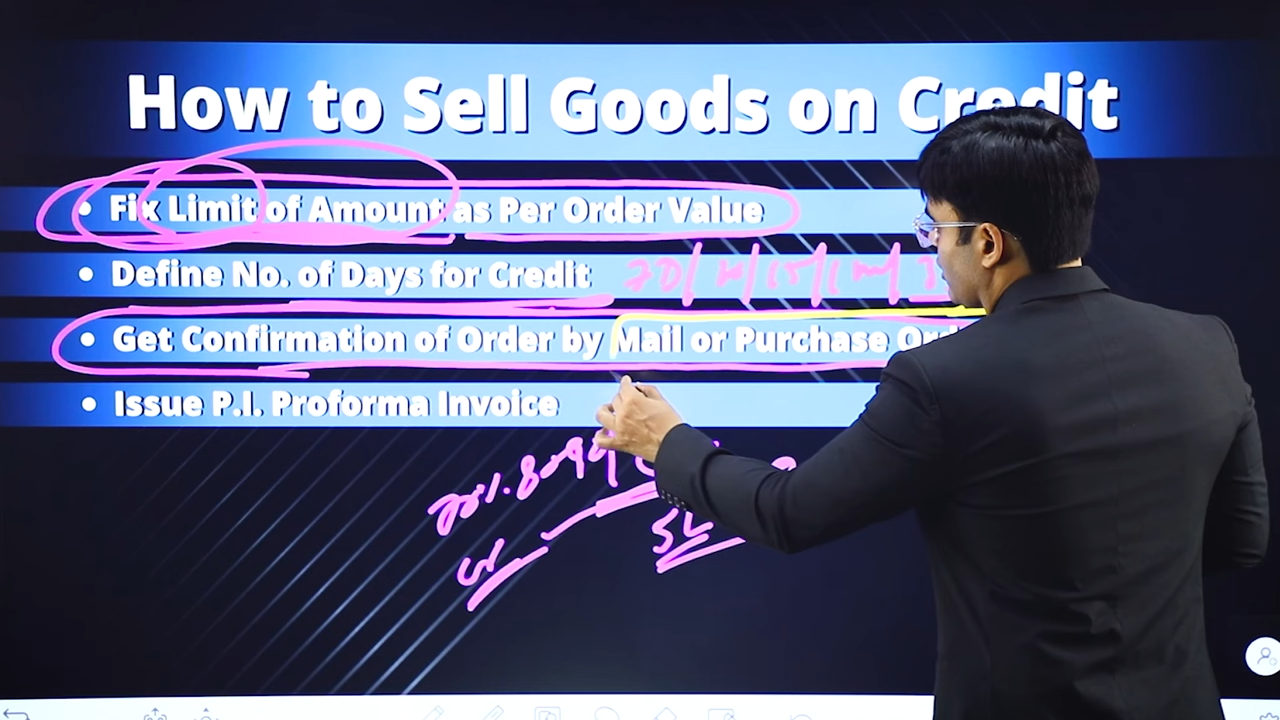 How to Sell Goods on Credit
• Fix Limit of Amount as Per Order Value
• Define No. of Days for Credit
• Get Confirmation of Order by Mail or Purchase
• Issue P.I. Proforma Invoice
5L